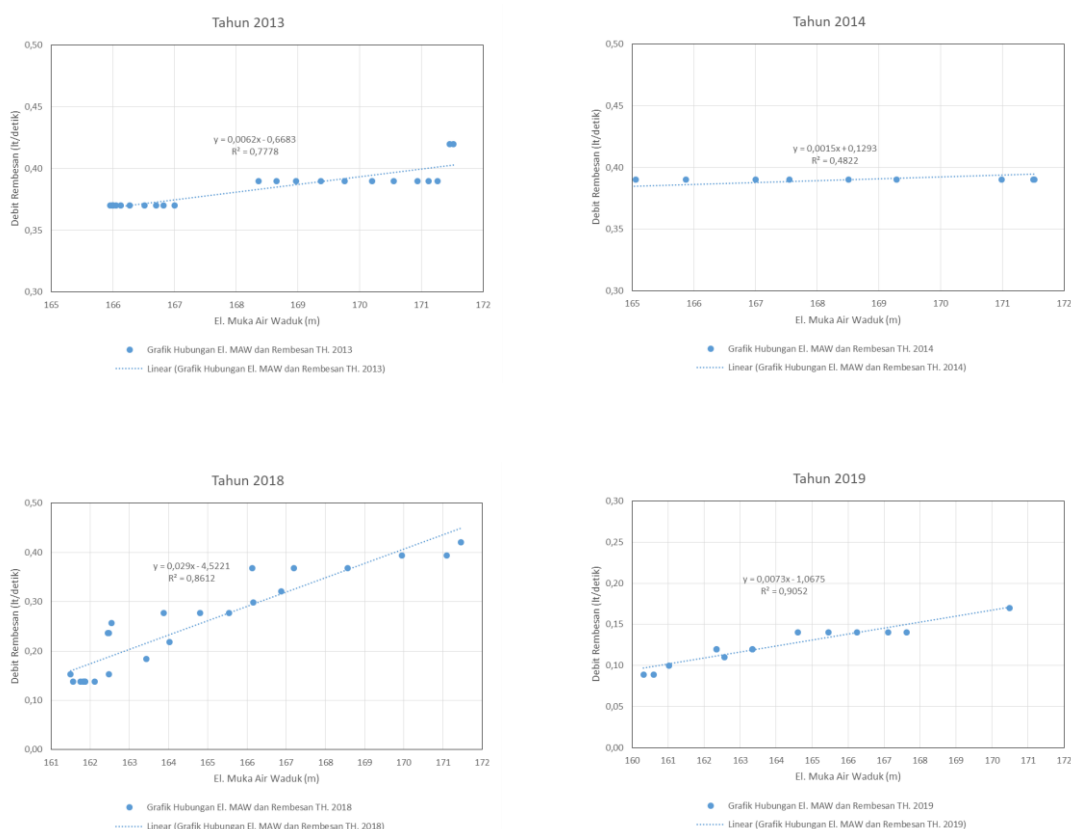 Tahun 2013
0,50
0,45
0,40
0,35
0,30
Debit Rembesan (lt/detik)
y = 0,0062x - 0,6683
R² = 0,7778
165 166 167 168 169 170 171 172
El. Muka Air Waduk (m)
Grafik Hubungan El. MAW dan Rembesan TH. 2013
Linear (Grafik Hubungan El. MAW dan Rembesan TH. 2013)
Tahun 2014
0,50
0,45
0,40
0,35
0,30
Debit Rembesan (lt/detik)
y = 0,0015x + 0,1293
R² = 0,4822
165 166 167 168 169 170 171 172
El. Muka Air Waduk (m)
Grafik Hubungan El. MAW dan Rembesan TH. 2014
Linear (Grafik Hubungan El. MAW dan Rembesan TH. 2014)
Tahun 2018
0,50
0,40
0,30
0,20
0,10
0,00
Debit Rembesan (lt/detik)
y = 0,029x - 4,5221
R² = 0,8612
161 162 163 164 165 166 167 168 169 170 171 172
El. Muka Air Waduk (m)
Grafik Hubungan El. MAW dan Rembesan TH. 2018
Linear (Grafik Hubungan El. MAW dan Rembesan TH. 2018)
Tahun 2019
0,30
0,25
0,20
0,15
0,10
0,05
0,00
Debit Rembesan (lt/detik)
y = 0,0073x - 1,0675
R² = 0,9052
160 161 162 163 164 165 166 167 168 169 170 171 172
El. Muka Air Waduk (m)
Grafik Hubungan El. MAW dan Rembesan TH. 2019
Linear (Grafik Hubungan El. MAW dan Rembesan TH. 2019)